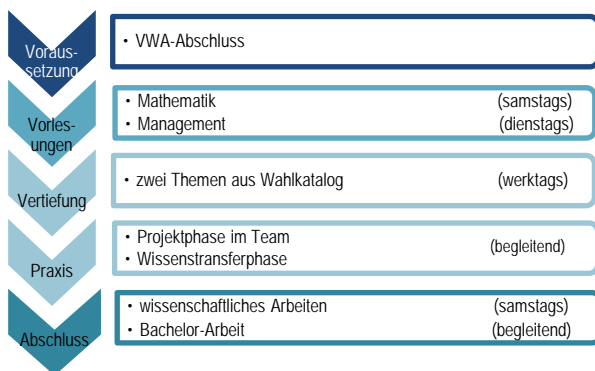 Voraus-
setzung
• VWA-Abschluss
Vorles-
ungen
• Mathematik (samstags)
• Management (dienstags)
Vertiefung
• zwei Themen aus Wahlkatalog (werktags)
Praxis
• Projektphase im Team
• Wissenstransferphase
(begleitend)
Abschluss
• wissenschaftliches Arbeiten (samstags)
• Bachelor-Arbeit (begleitend)